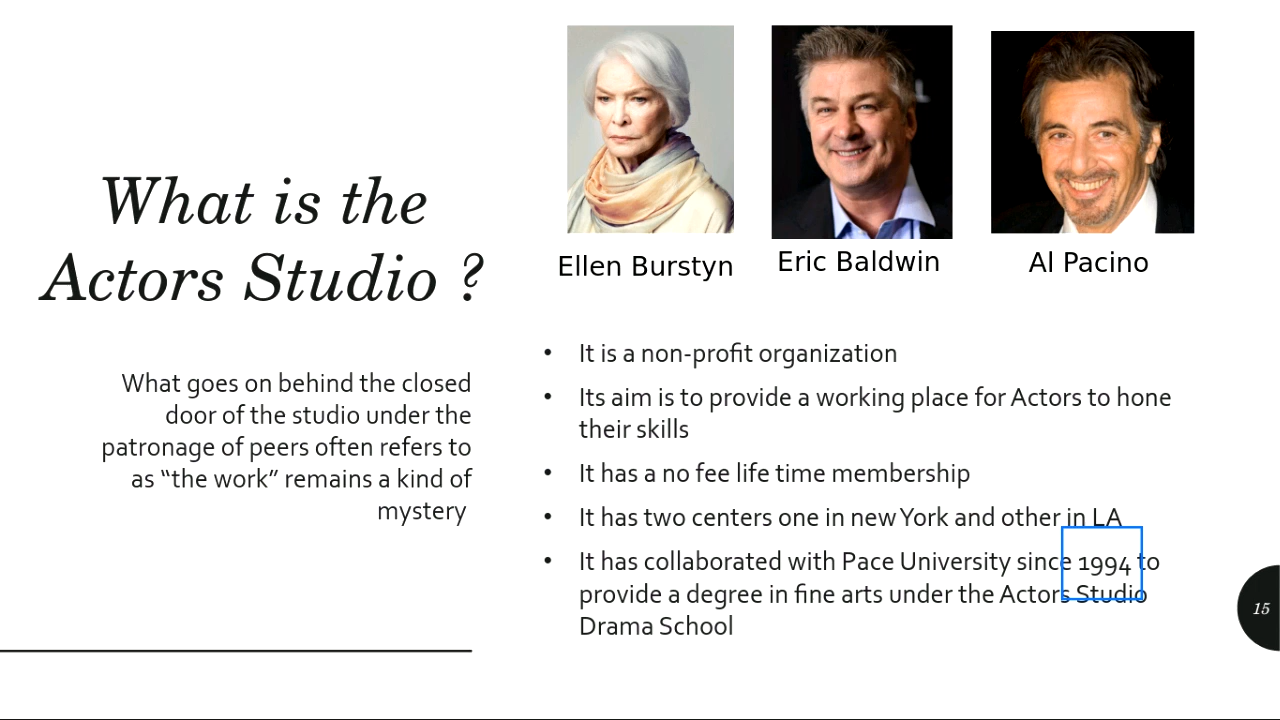 What is the
Actors Studio ?
What goes on behind the closed
door of the studio under the
patronage of peers often refers to
as “the work” remains a kind of
mystery
Ellen Burstyn
Eric Baldwin
Al Pacino
• It is a non-profit organization
• Its aim is to provide a working place for Actors to hone
their skills
• It has a no fee life time membership
• It has two centers one in new York and other in LA
• It has collaborated with Pace University since 1994 to
provide a degree in fine arts under the Actors Studio
Drama School
15